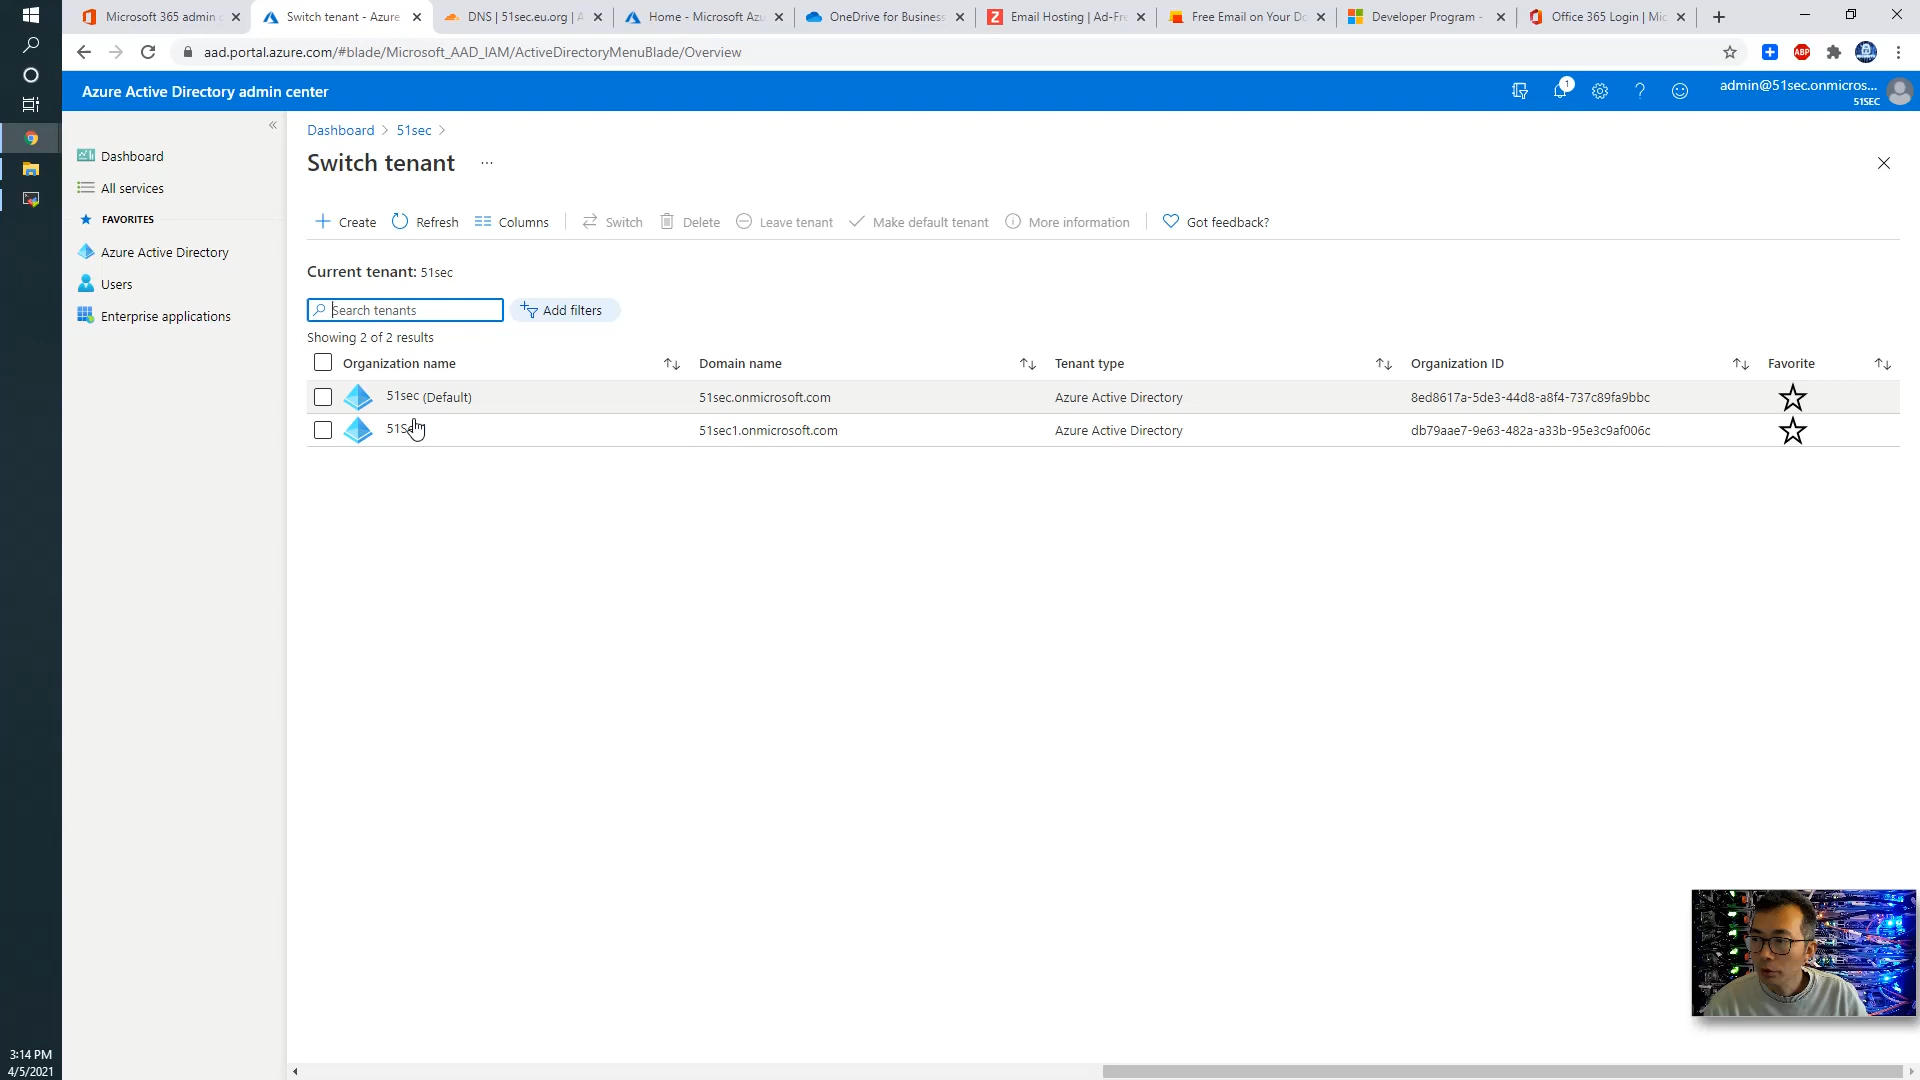 Microsoft 365 admin c
Switch tenant - Azure
DNS | 51sec.eu.org | A
Home - Microsoft Azu
OneDrive for Business
Email Hosting | Ad-Fre
Free Email on Your Do
Developer Program -
Office 365 Login | Mic
aad.portal.azure.com/#blade/Microsoft_AAD_IAM/ActiveDirectoryMenuBlade/Overview
ABP
Azure Active Directory admin center
1
admin@51sec.onmicros...
51SEC
Dashboard
All services
FAVORITES
Azure Active Directory
Users
Enterprise applications
Dashboard > 51sec >
Switch tenant ...
Create Refresh Columns Switch Delete Leave tenant Make default tenant More information Got feedback?
Current tenant: 51sec
Search tenants Add filters
Showing 2 of 2 results
Organization name Domain name Tenant type Organization ID Favorite
51sec (Default) 51sec.onmicrosoft.com Azure Active Directory 8ed8617a-5de3-44d8-a8f4-737c89fa9bbc
51sec1.onmicrosoft.com Azure Active Directory db79aae7-9e63-482a-a33b-95e3c9af006c
3:14 PM
4/5/2021